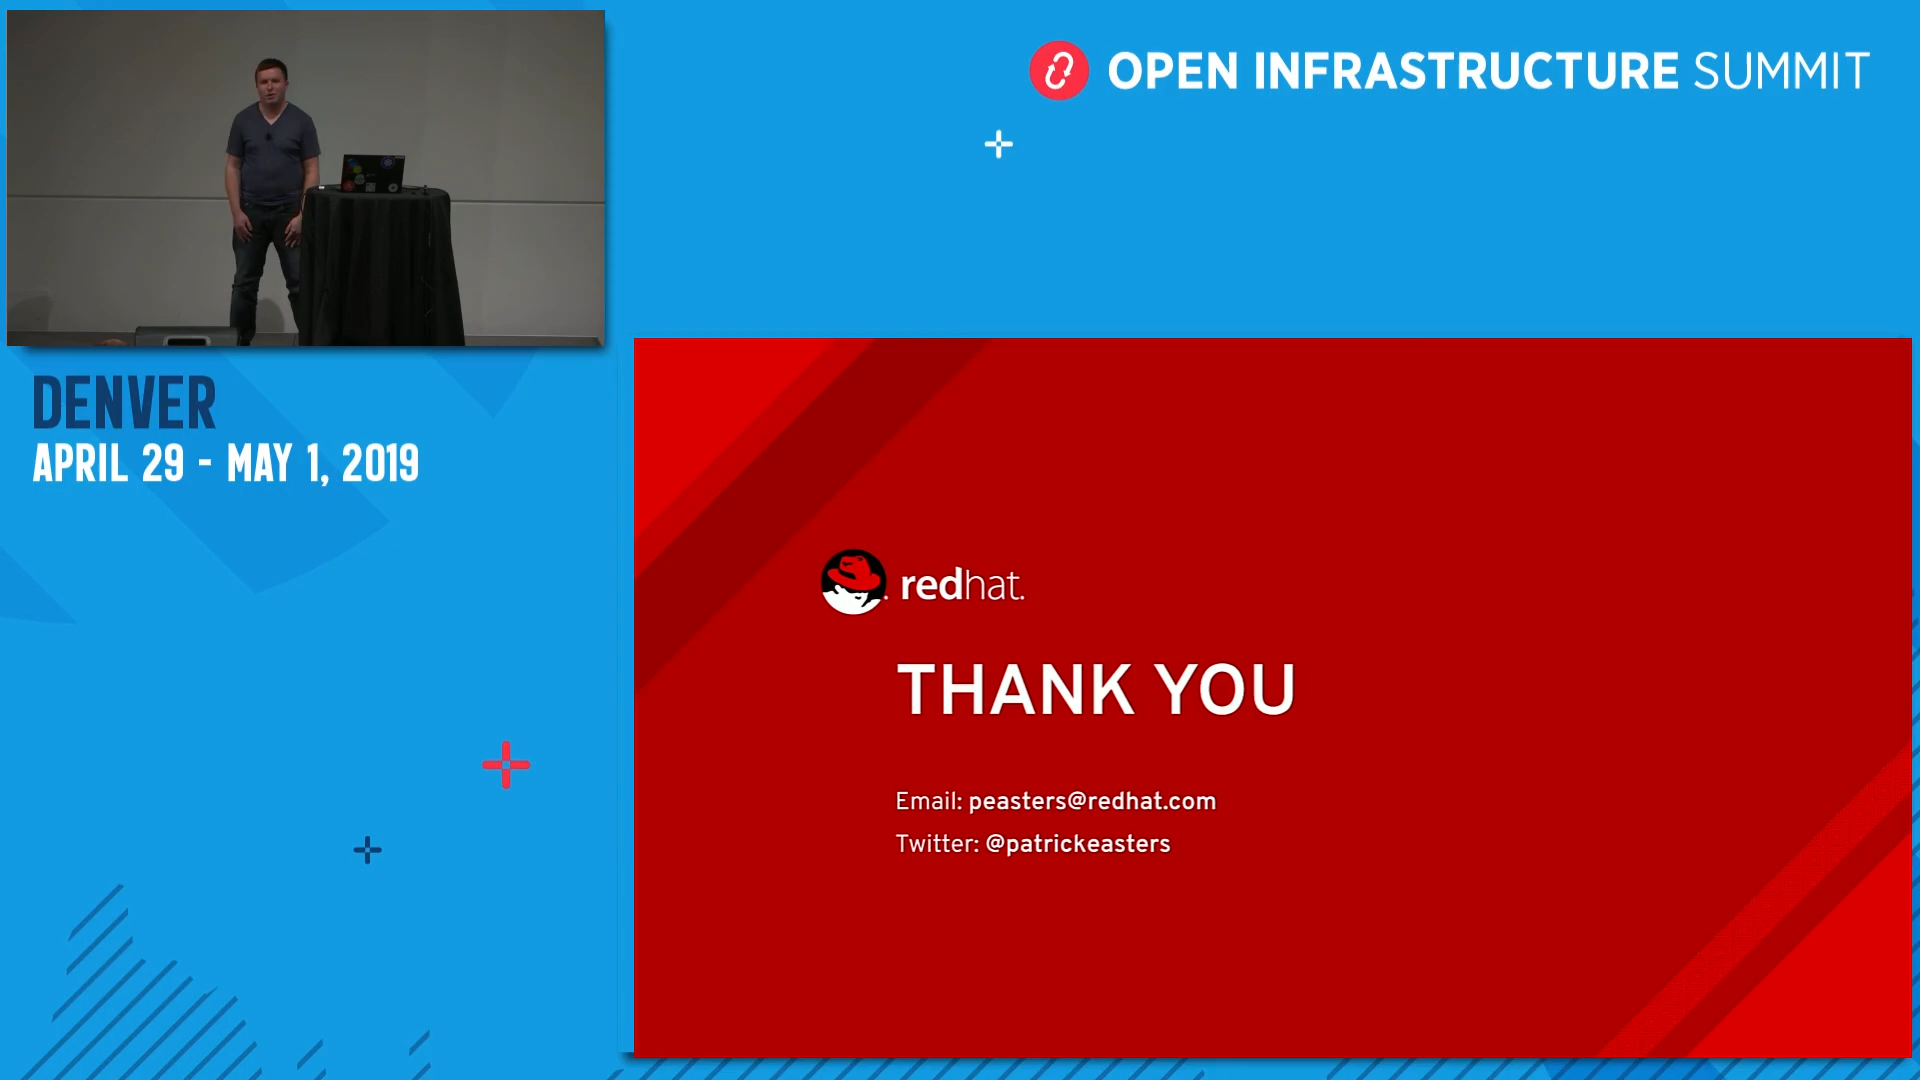 OPEN INFRASTRUCTURE SUMMIT
DENVER
APRIL 29 - MAY 1, 2019
redhat.
THANK YOU
Email: peasters@redhat.com
Twitter: @patrickeasters